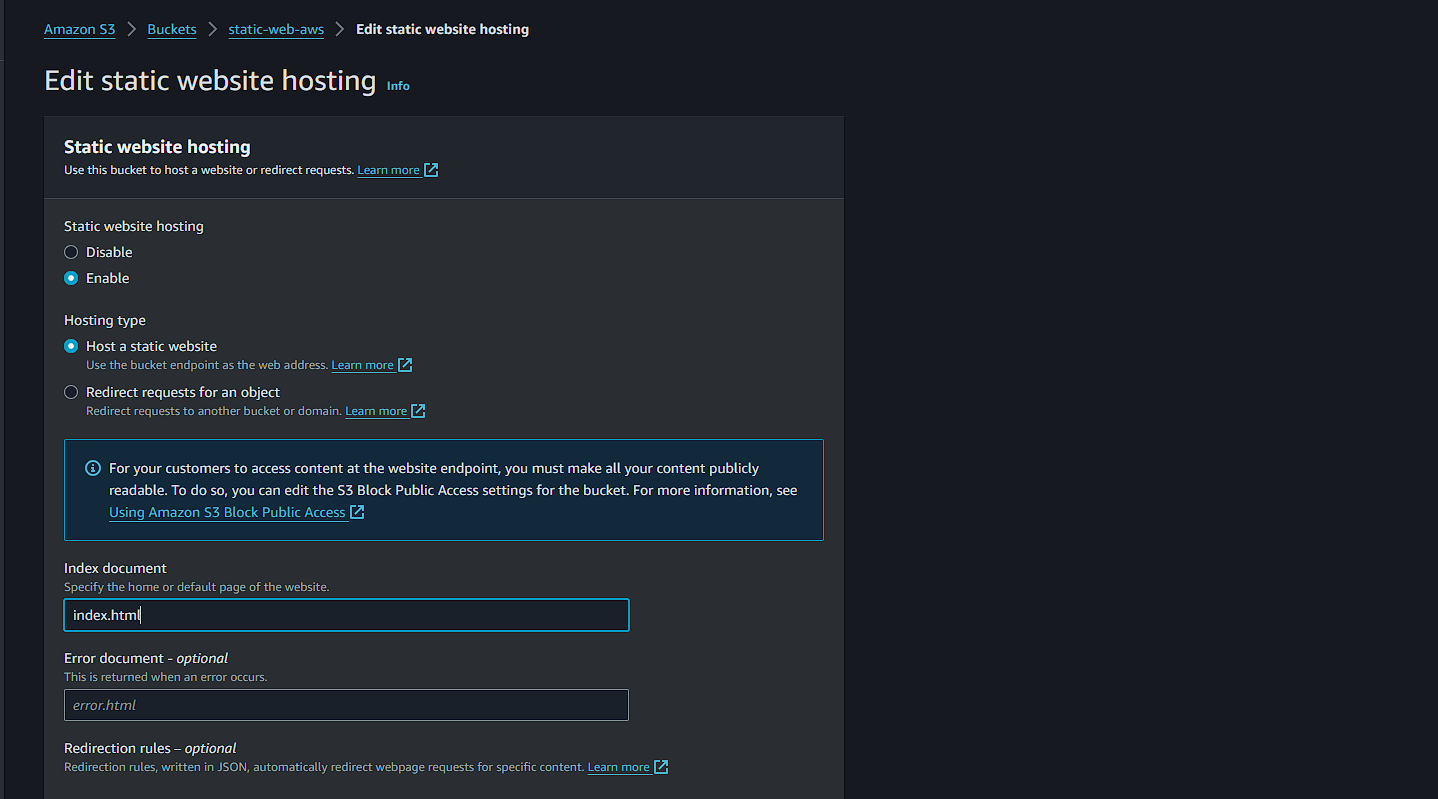 Amazon S3 > Buckets > static-web-aws > Edit static website hosting
Edit static website hosting Info
Static website hosting
Use this bucket to host a website or redirect requests. Learn more
Static website hosting
Disable
Enable
Hosting type
Host a static website
Use the bucket endpoint as the web address. Learn more
Redirect requests for an object
Redirect requests to another bucket or domain. Learn more
For your customers to access content at the website endpoint, you must make all your content publicly
readable. To do so, you can edit the S3 Block Public Access settings for the bucket. For more information, see
Using Amazon S3 Block Public Access
Index document
Specify the home or default page of the website.
index.html
Error document - optional
This is returned when an error occurs.
error.html
Redirection rules – optional
Redirection rules, written in JSON, automatically redirect webpage requests for specific content. Learn more